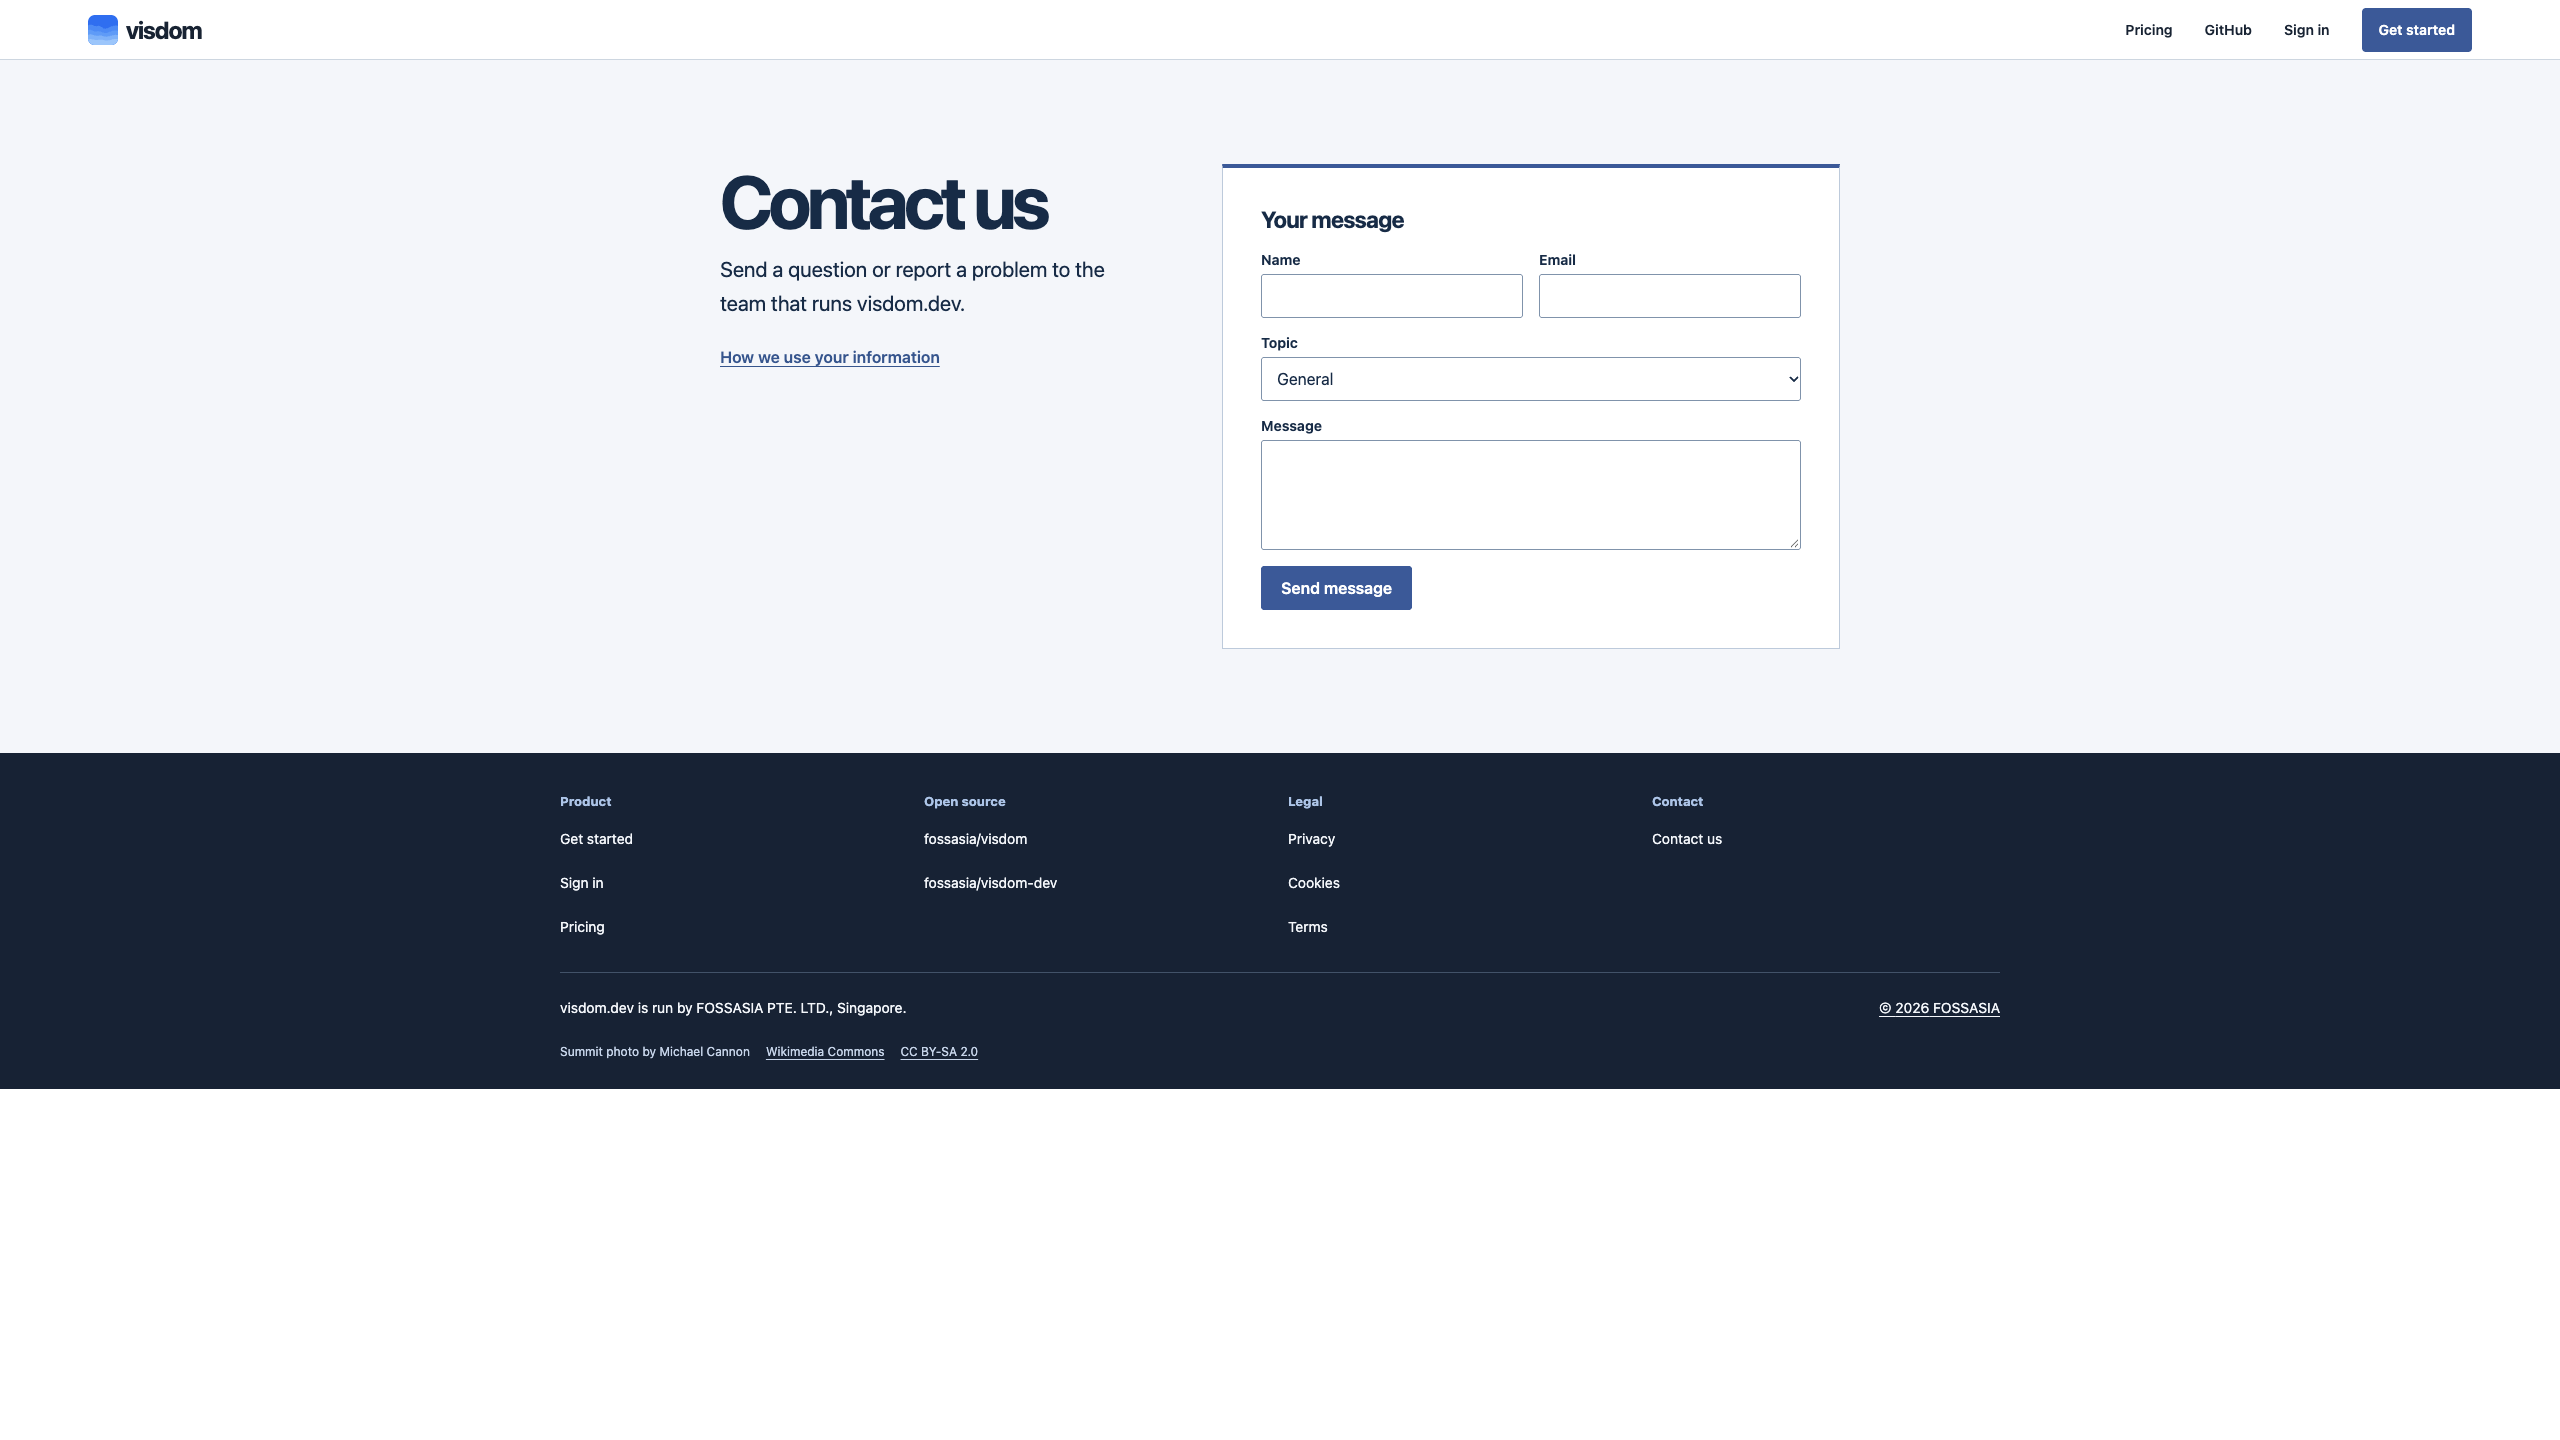 visdom
Pricing
GitHub
Sign in
Get started
Contact us
Send a question or report a problem to the
team that runs visdom.dev.
How we use your information
Your message
Name
Email
Topic
General
Message
Send message
Product
Get started
Sign in
Pricing
Open source
fossasia/visdom
fossasia/visdom-dev
Legal
Privacy
Cookies
Terms
Contact
Contact us
visdom.dev is run by FOSSASIA PTE. LTD., Singapore.
© 2026 FOSSASIA
Summit photo by Michael Cannon Wikimedia Commons CC BY-SA 2.0